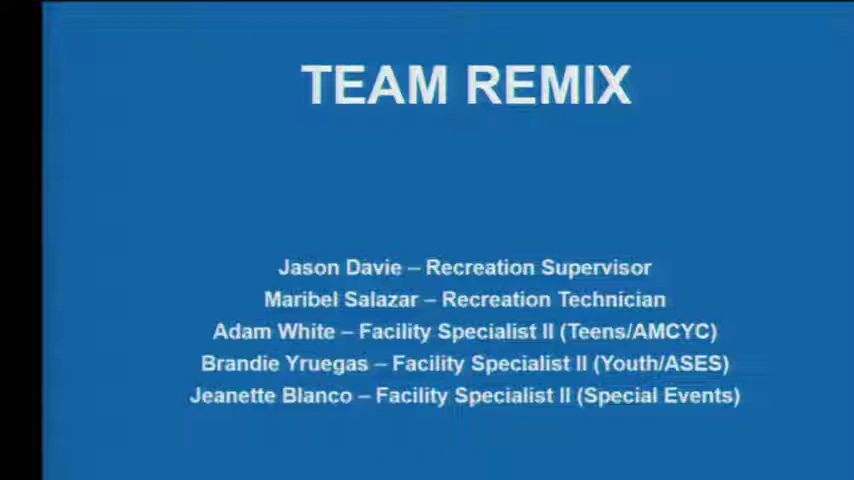 TEAM REMIX
Jason Davie – Recreation Supervisor
Maribel Salazar – Recreation Technician
Adam White – Facility Specialist II (Teens/AMCYC)
Brandie Yruegas – Facility Specialist II (Youth/ASES)
Jeanette Blanco – Facility Specialist II (Special Events)